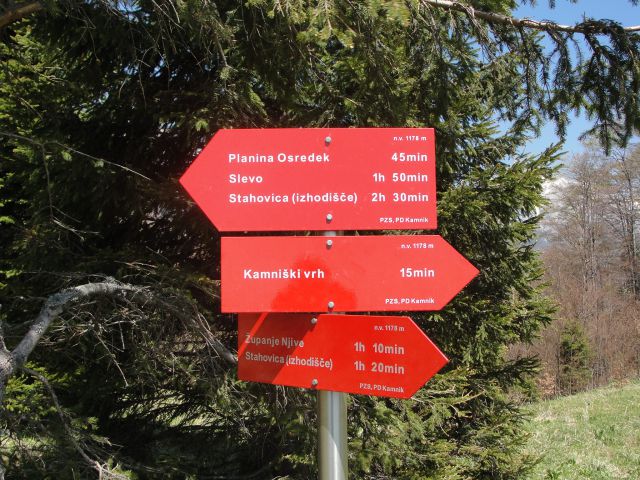 n.v. 1178 m
Planina Osredek 45min
Slevo 1h 50min
Stahovica (izhodišče) 2h 30min
PZS, PD Kamnik
n.v. 1178 m
Kamniški vrh 15min
PZS, PD Kamnik
n.v. 1178 m
Županje Njive 1h 10min
Stahovica (izhodišče) 1h 20min
PZS, PD Kamnik